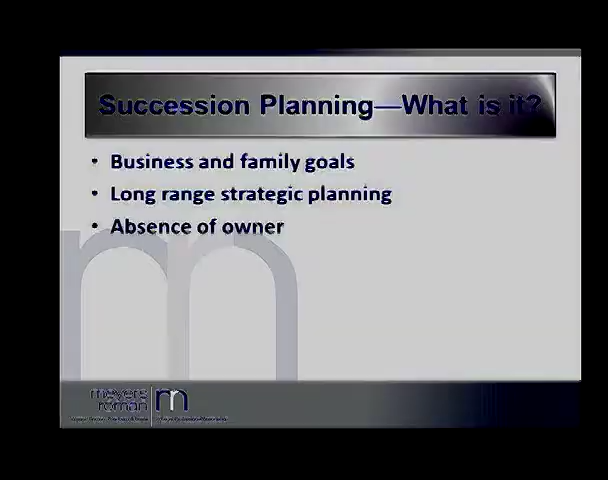 Succession Planning—What is it?
• Business and family goals
• Long range strategic planning
• Absence of owner
meyers
roman
m